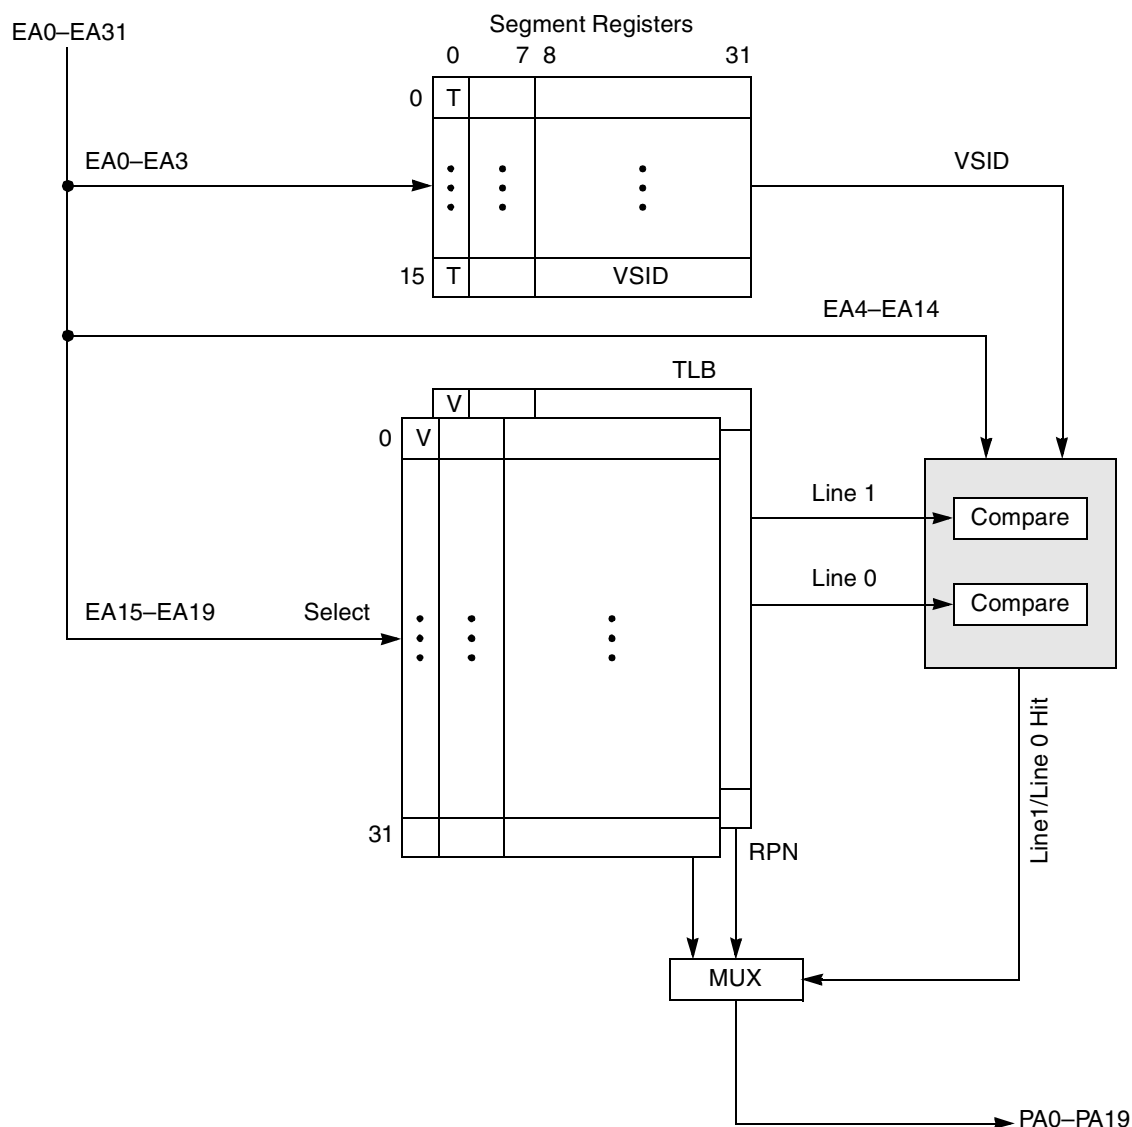 EA0–EA31
Segment Registers
0 7 8 31
0 T
EA0–EA3
VSID
15 T VSID
EA4–EA14
TLB
V
0 V
Line 1
Compare
Line 0
Compare
EA15–EA19 Select
Line1/Line 0 Hit
31
RPN
MUX
PA0–PA19